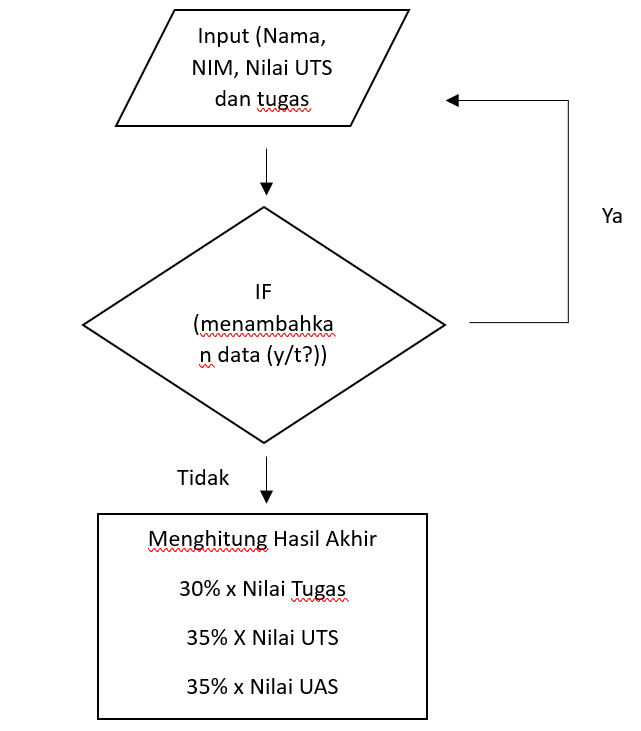 Input (Nama,
NIM, Nilai UTS
dan tugas
Ya
IF
(menambahka
n data (y/t?))
Tidak
Menghitung Hasil Akhir
30% x Nilai Tugas
35% X Nilai UTS
35% x Nilai UAS